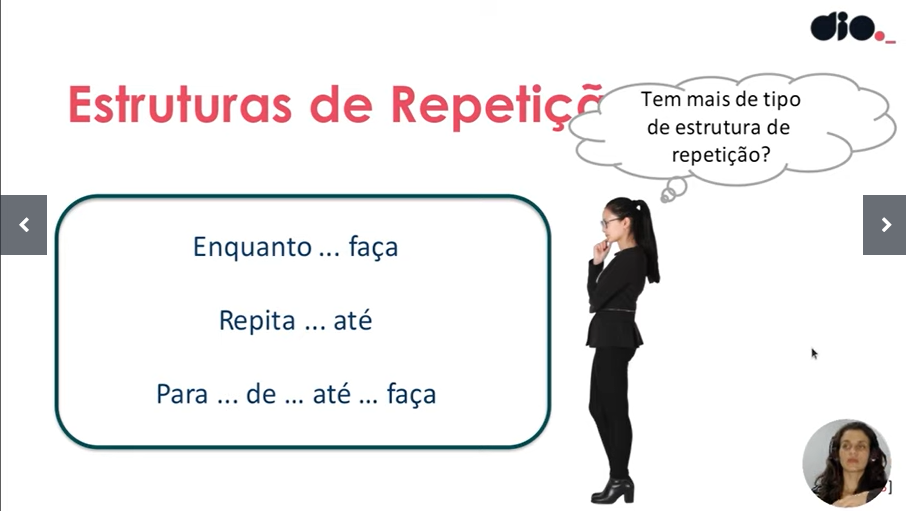 dio._
Estruturas de Repetiçã
Tem mais de tipo
de estrutura de
repetição?
Enquanto ... faça
Repita ... até
Para ... de ... até ... faça
]